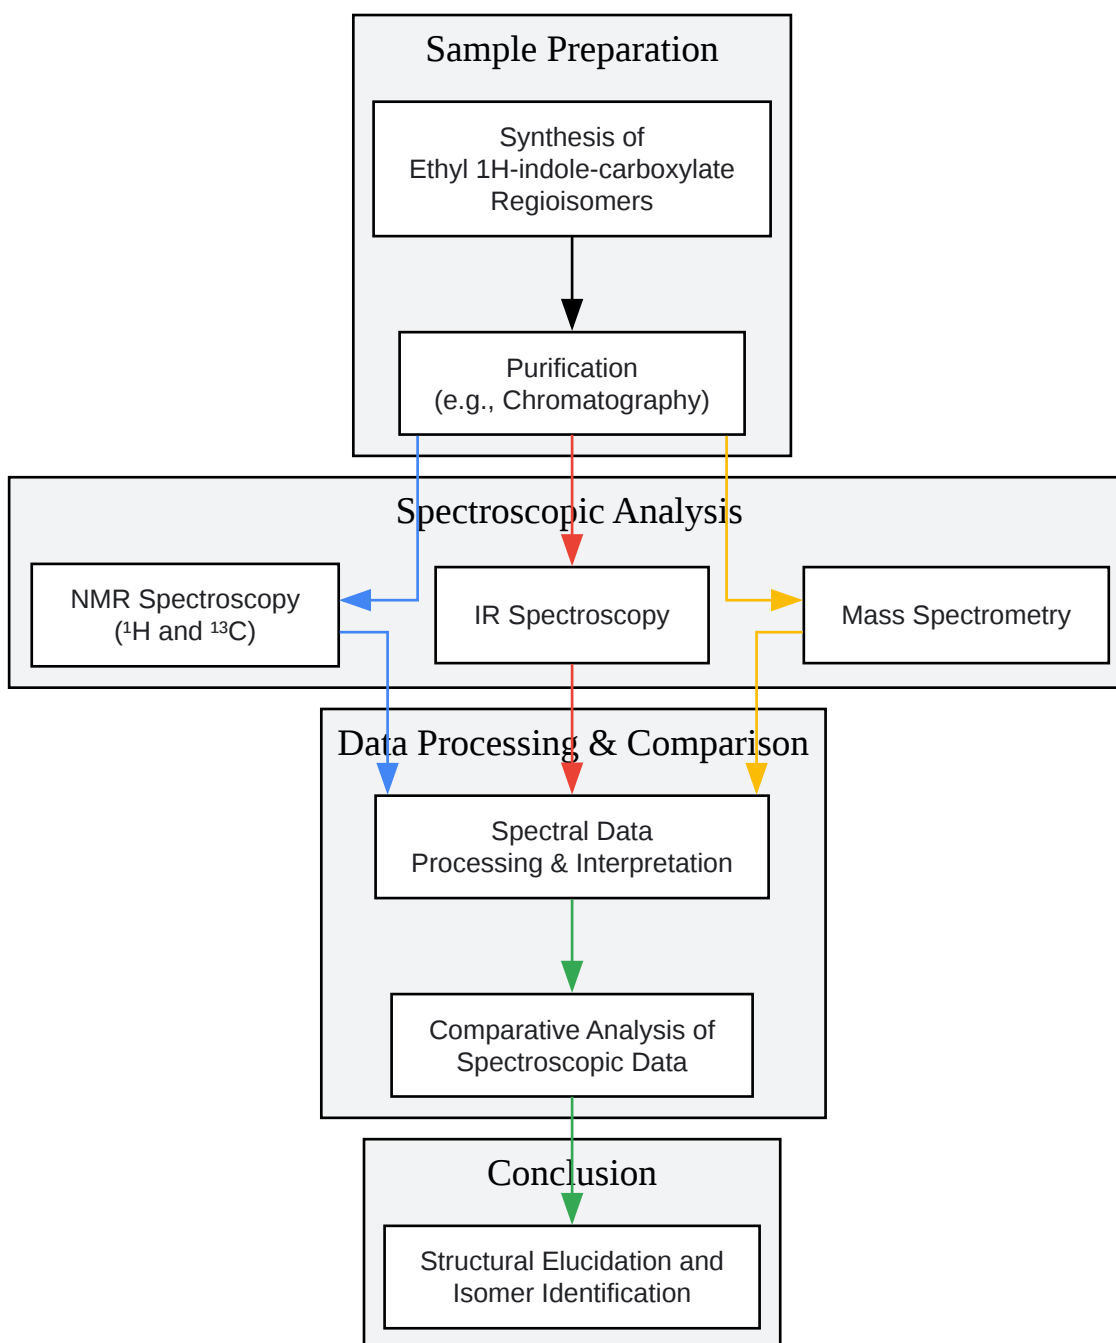 Sample Preparation
Synthesis of
Ethyl 1H-indole-carboxylate
Regioisomers
Purification
(e.g., Chromatography)
Spectroscopic Analysis
NMR Spectroscopy
(¹H and ¹³C)
IR Spectroscopy
Mass Spectrometry
Data Processing & Comparison
Spectral Data
Processing & Interpretation
Comparative Analysis of
Spectroscopic Data
Conclusion
Structural Elucidation and
Isomer Identification